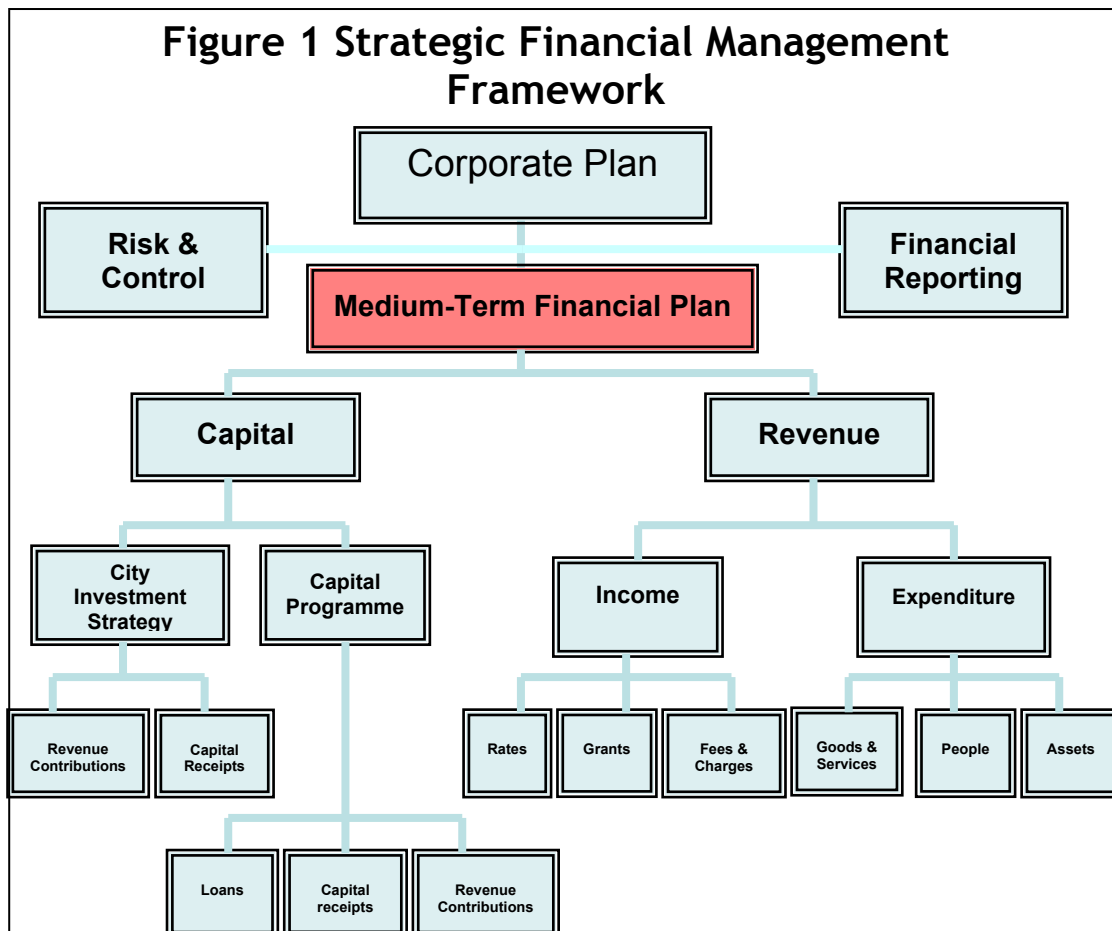 Figure 1 Strategic Financial Management
Framework
Corporate Plan
Risk &
Control
Financial
Reporting
Medium-Term Financial Plan
Capital
Revenue
City
Investment
Strategy
Capital
Programme
Income
Expenditure
Revenue
Contributions
Capital
Receipts
Rates
Grants
Fees &
Charges
Goods &
Services
People
Assets
Loans
Capital
receipts
Revenue
Contributions